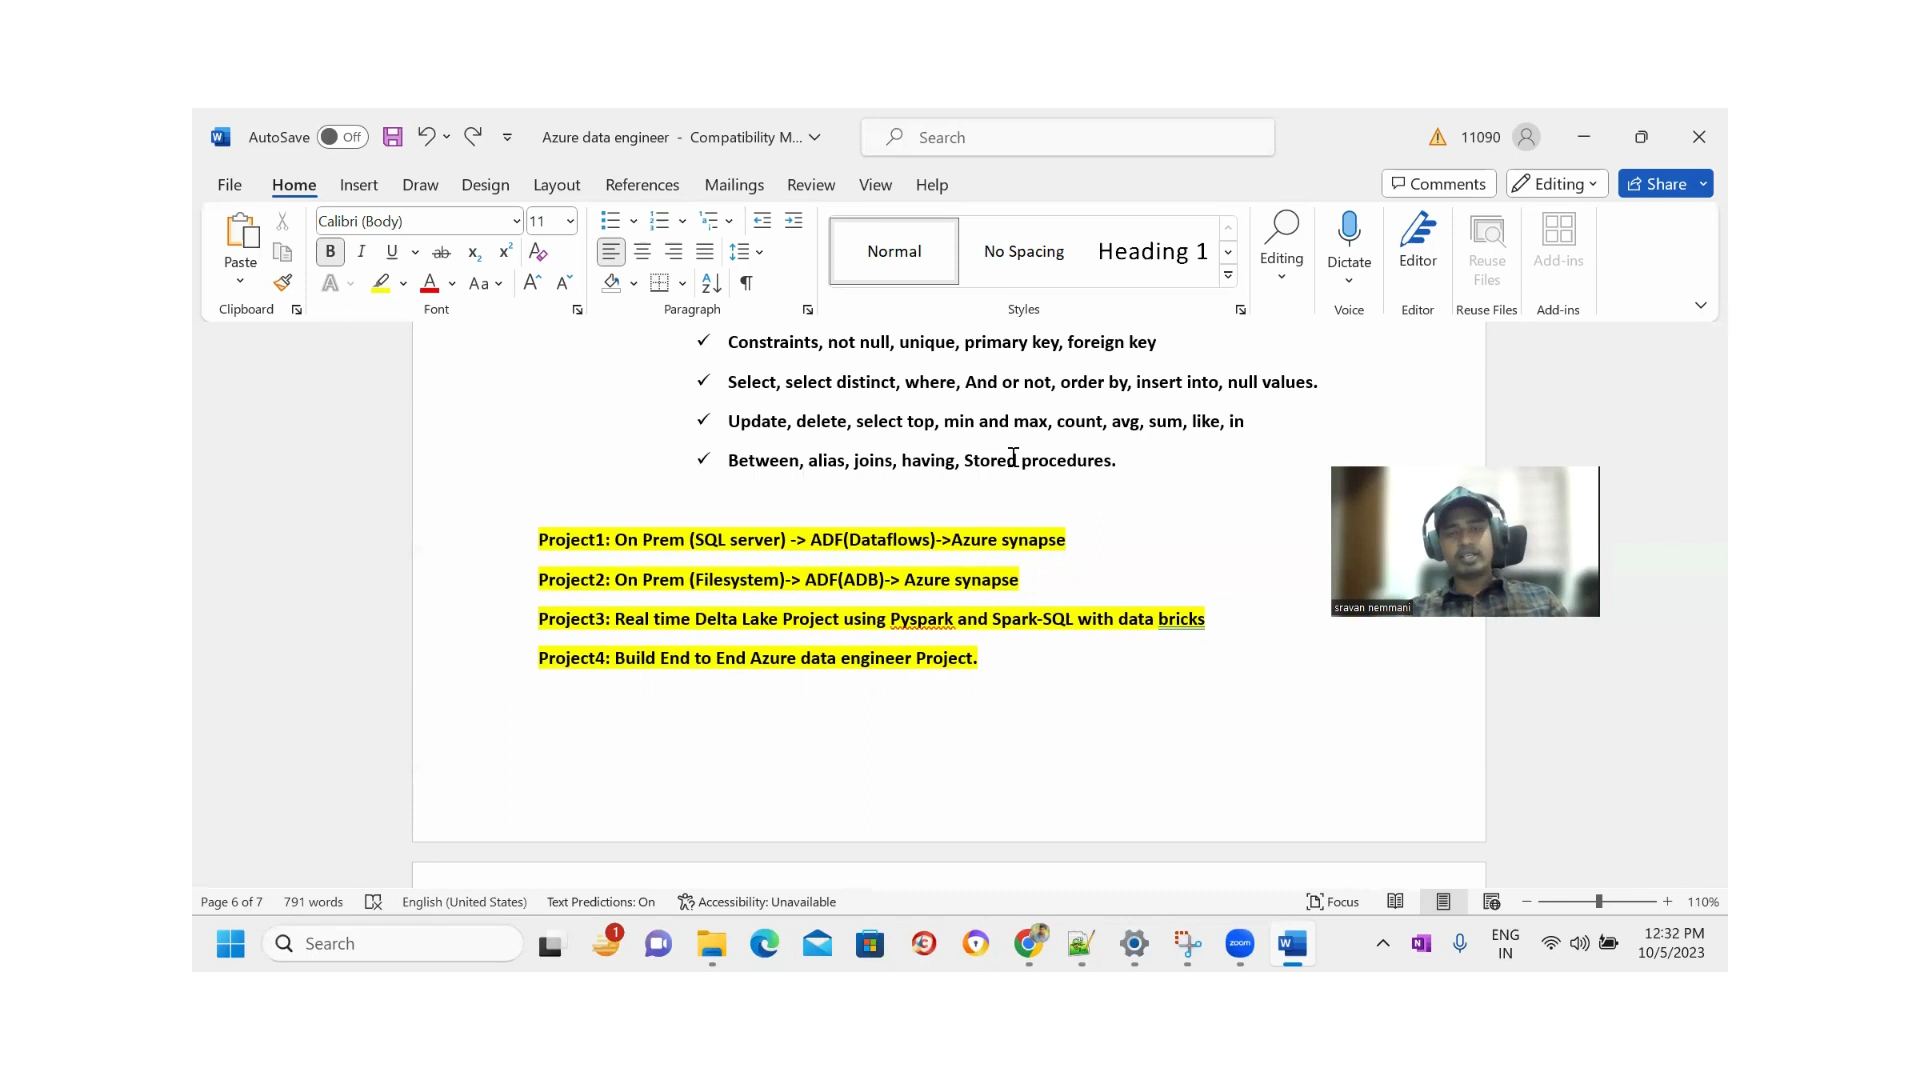 AutoSave Off Azure data engineer - Compatibility M... Search 11090
File Home Insert Draw Design Layout References Mailings Review View Help Comments Editing Share
Calibri (Body) 11
Paste
B I U ab x2 x2 A
A A Aa A A
Normal No Spacing Heading 1
Editing Dictate Editor Reuse Files Add-ins
Clipboard Font Paragraph Styles Voice Editor Reuse Files Add-ins
✓ Constraints, not null, unique, primary key, foreign key
✓ Select, select distinct, where, And or not, order by, insert into, null values.
✓ Update, delete, select top, min and max, count, avg, sum, like, in
✓ Between, alias, joins, having, Stored procedures.
Project1: On Prem (SQL server) -> ADF(Dataflows)->Azure synapse
Project2: On Prem (Filesystem)-> ADF(ADB)-> Azure synapse
Project3: Real time Delta Lake Project using Pyspark and Spark-SQL with data bricks
Project4: Build End to End Azure data engineer Project.
sravan nemmani
Page 6 of 7 791 words English (United States) Text Predictions: On Accessibility: Unavailable Focus 110%
Search 1 zoom W N ENG IN 12:32 PM 10/5/2023